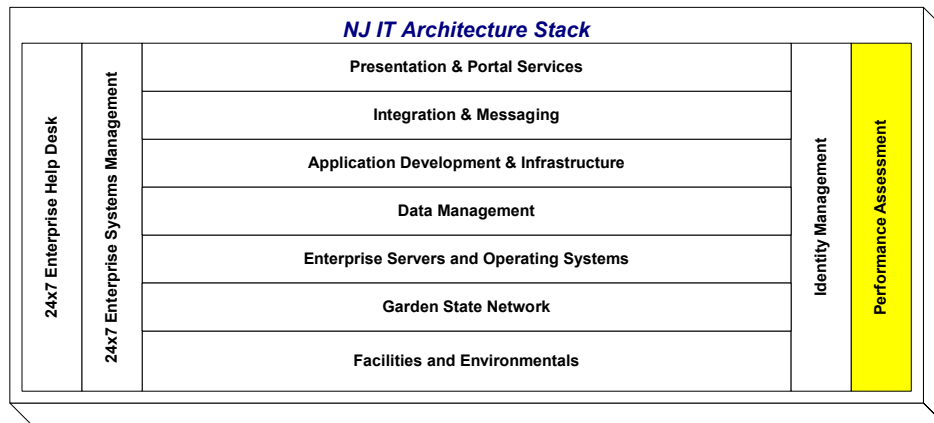 NJ IT Architecture Stack
24x7 Enterprise Help Desk
24x7 Enterprise Systems Management
Presentation & Portal Services
Integration & Messaging
Application Development & Infrastructure
Data Management
Enterprise Servers and Operating Systems
Garden State Network
Facilities and Environmentals
Identity Management
Performance Assessment